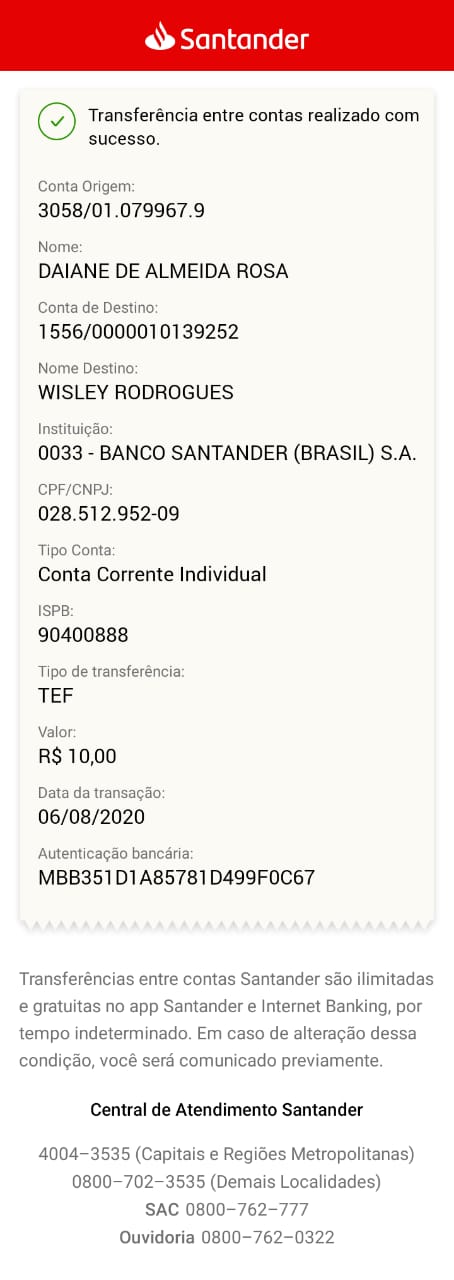 Santander
Transferência entre contas realizado com
sucesso.
Conta Origem:
3058/01.079967.9
Nome:
DAIANE DE ALMEIDA ROSA
Conta de Destino:
1556/0000010139252
Nome Destino:
WISLEY RODROGUES
Instituição:
0033 - BANCO SANTANDER (BRASIL) S.A.
CPF/CNPJ:
028.512.952-09
Tipo Conta:
Conta Corrente Individual
ISPB:
90400888
Tipo de transferência:
TEF
Valor:
R$ 10,00
Data da transação:
06/08/2020
Autenticação bancária:
MBB351D1A85781D499F0C67
Transferências entre contas Santander são ilimitadas
e gratuitas no app Santander e Internet Banking, por
tempo indeterminado. Em caso de alteração dessa
condição, você será comunicado previamente.
Central de Atendimento Santander
4004–3535 (Capitais e Regiões Metropolitanas)
0800–702–3535 (Demais Localidades)
SAC 0800–762–777
Ouvidoria 0800–762–0322